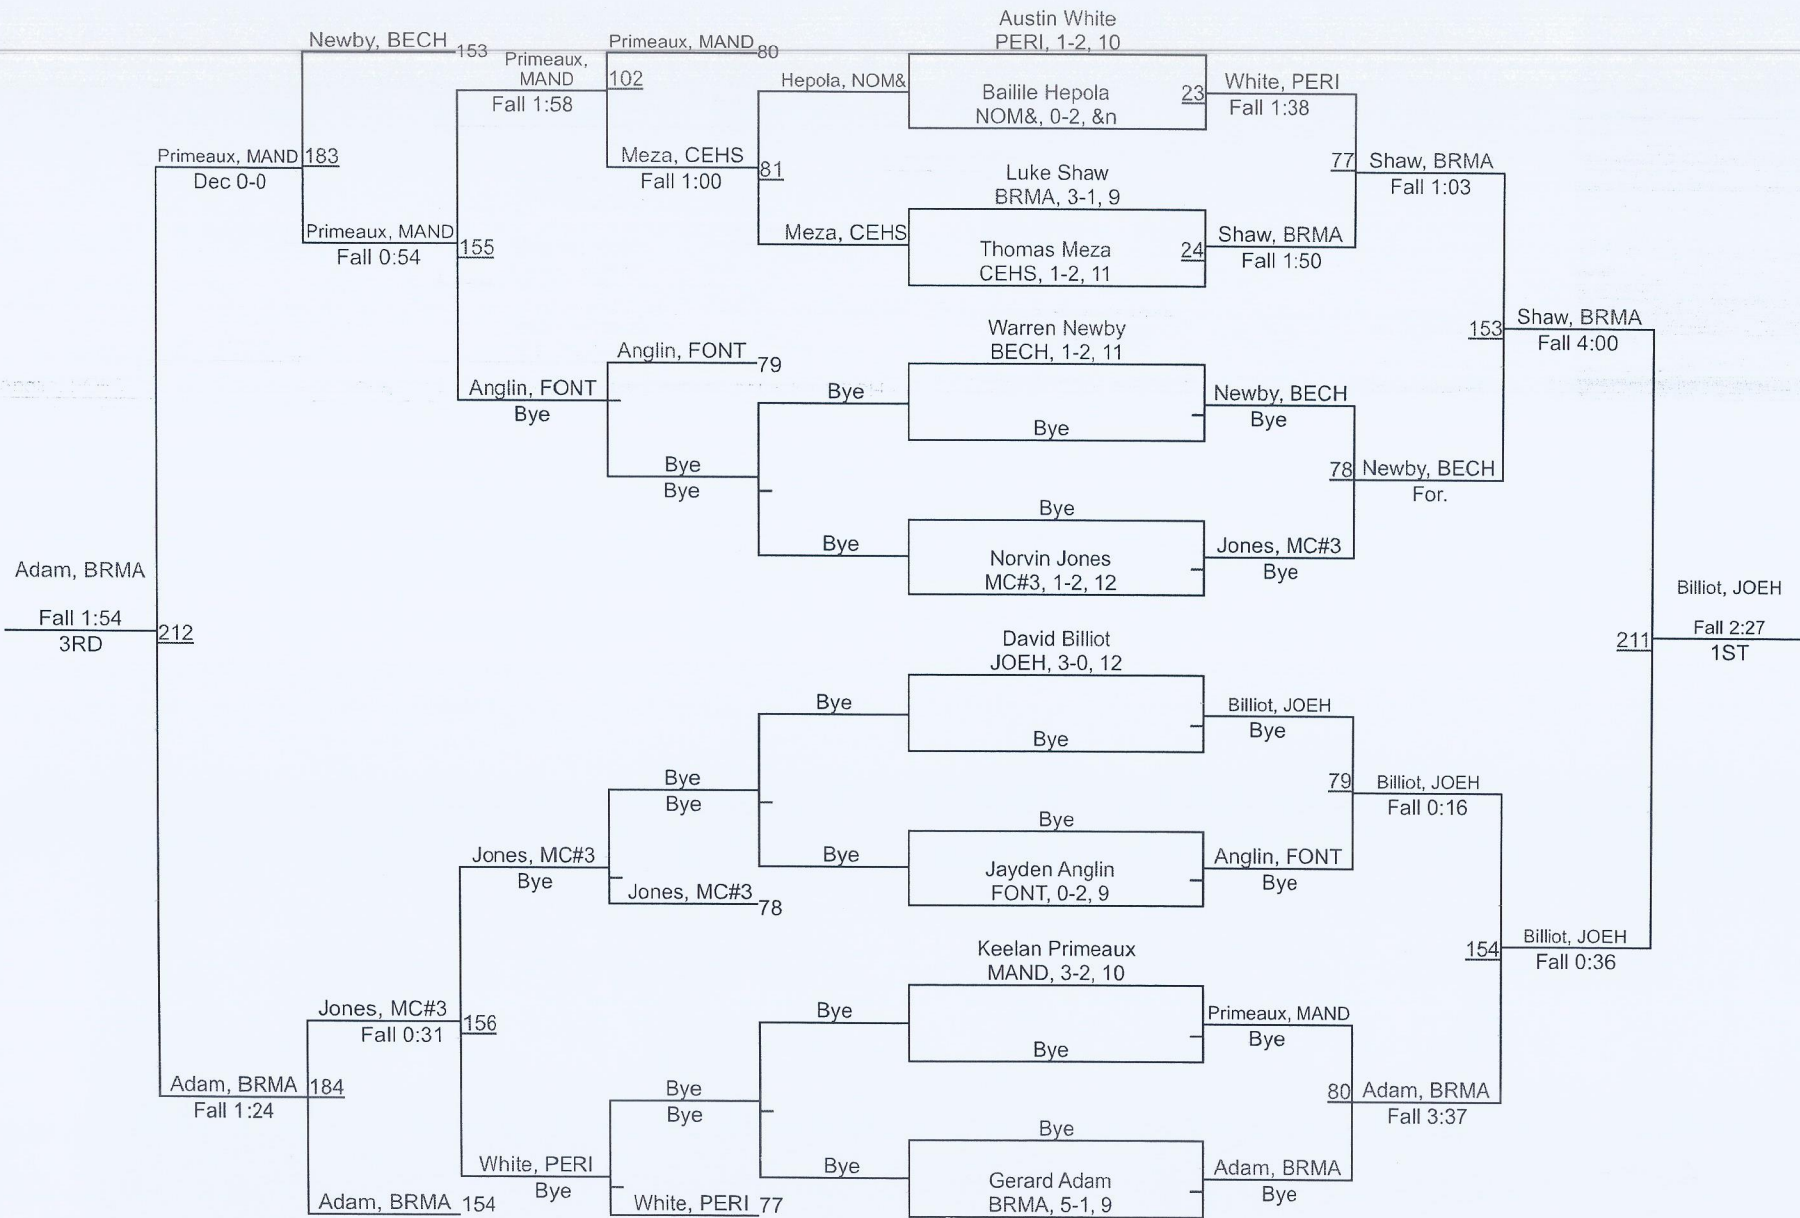 Newby, BECH
153
Primeaux, MAND
183
Dec 0-0
Primeaux, MAND
155
Fall 0:54
Primeaux,
MAND
102
Fall 1:58
Primeaux, MAND
80
Meza, CEHS
81
Fall 1:00
Hepola, NOM&
Meza, CEHS
Anglin, FONT
79
Anglin, FONT
Bye
Bye
Bye
Bye
Bye
Adam, BRMA
Fall 1:54
212
3RD
Bye
Bye
Bye
Bye
Jones, MC#3
Bye
Jones, MC#3
78
Jones, MC#3
156
Fall 0:31
Adam, BRMA
184
Fall 1:24
Bye
Bye
Bye
Bye
White, PERI
Bye
White, PERI
77
Adam, BRMA
154
Austin White
PERI, 1-2, 10
Bailile Hepola
23
NOM&, 0-2, &n
Luke Shaw
BRMA, 3-1, 9
Thomas Meza
24
CEHS, 1-2, 11
Warren Newby
BECH, 1-2, 11
Bye
Bye
Norvin Jones
MC#3, 1-2, 12
David Billiot
JOEH, 3-0, 12
Bye
Bye
Jayden Anglin
FONT, 0-2, 9
Keelan Primeaux
MAND, 3-2, 10
Bye
Bye
Gerard Adam
BRMA, 5-1, 9
White, PERI
Fall 1:38
77
Shaw, BRMA
Fall 1:03
Shaw, BRMA
Fall 1:50
153
Shaw, BRMA
Fall 4:00
Newby, BECH
Bye
78
Newby, BECH
For.
Jones, MC#3
Bye
Billiot, JOEH
211
Fall 2:27
1ST
Billiot, JOEH
Bye
79
Billiot, JOEH
Fall 0:16
Anglin, FONT
Bye
154
Billiot, JOEH
Fall 0:36
Primeaux, MAND
Bye
80
Adam, BRMA
Fall 3:37
Adam, BRMA
Bye